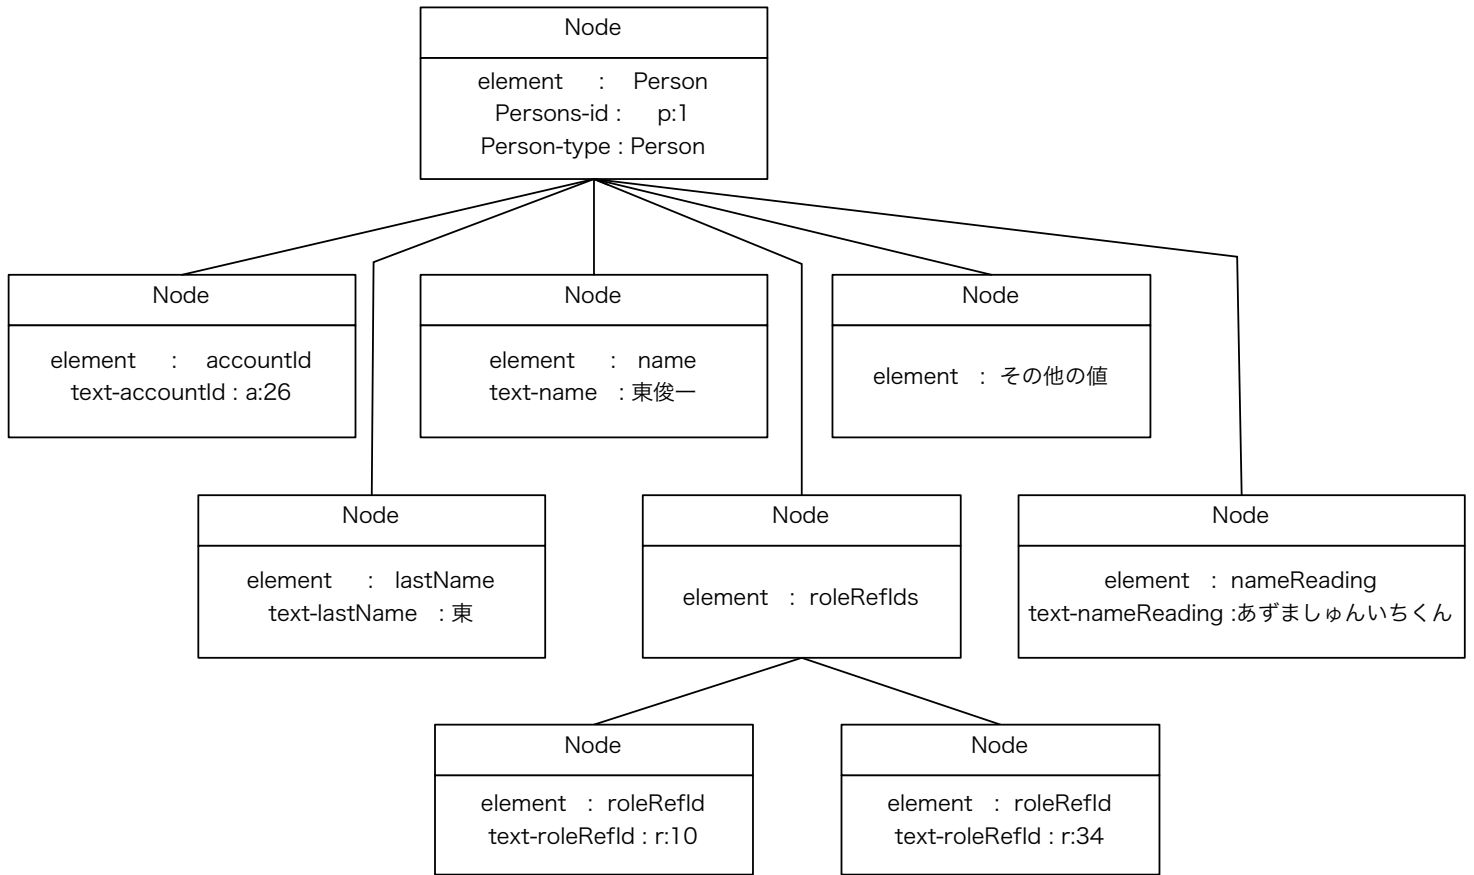 Node
element : Person
Persons-id : p:1
Person-type : Person
Node
element : accountId
text-accountId : a:26
Node
element : name
text-name : 東俊一
Node
element : その他の値
Node
element : lastName
text-lastName : 東
Node
element : roleRefIds
Node
element : nameReading
text-nameReading :あずましゅんいちくん
Node
element : roleRefId
text-roleRefId : r:10
Node
element : roleRefId
text-roleRefId : r:34